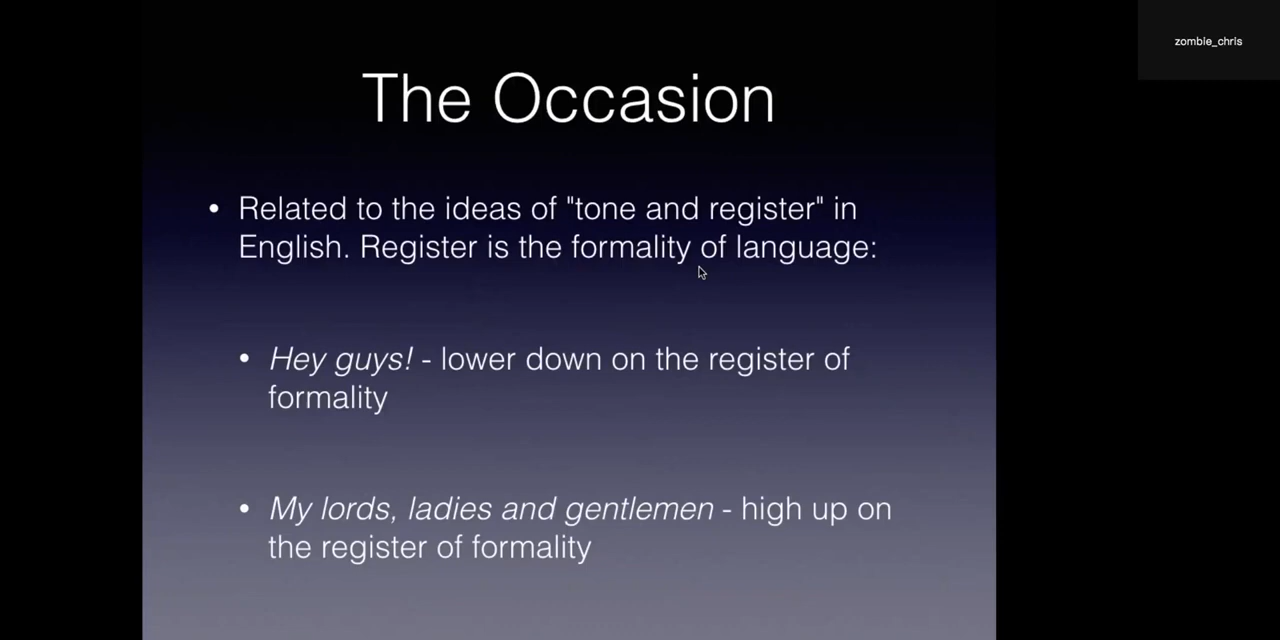 zombie_chris
The Occasion
• Related to the ideas of "tone and register" in
English. Register is the formality of language:
• Hey guys! - lower down on the register of
formality
• My lords, ladies and gentlemen - high up on
the register of formality